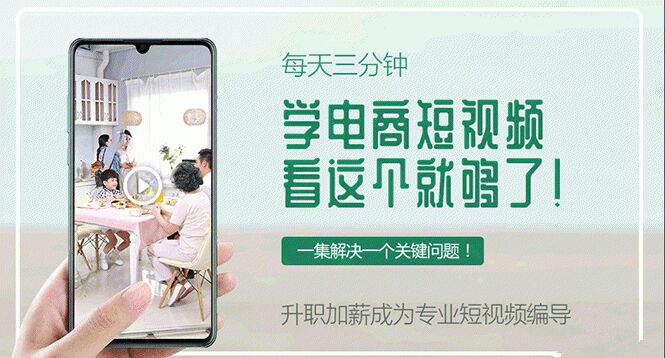 每天三分钟
学电商短视频
看这个就够了！
一集解决一个关键问题！
升职加薪成为专业短视频编导